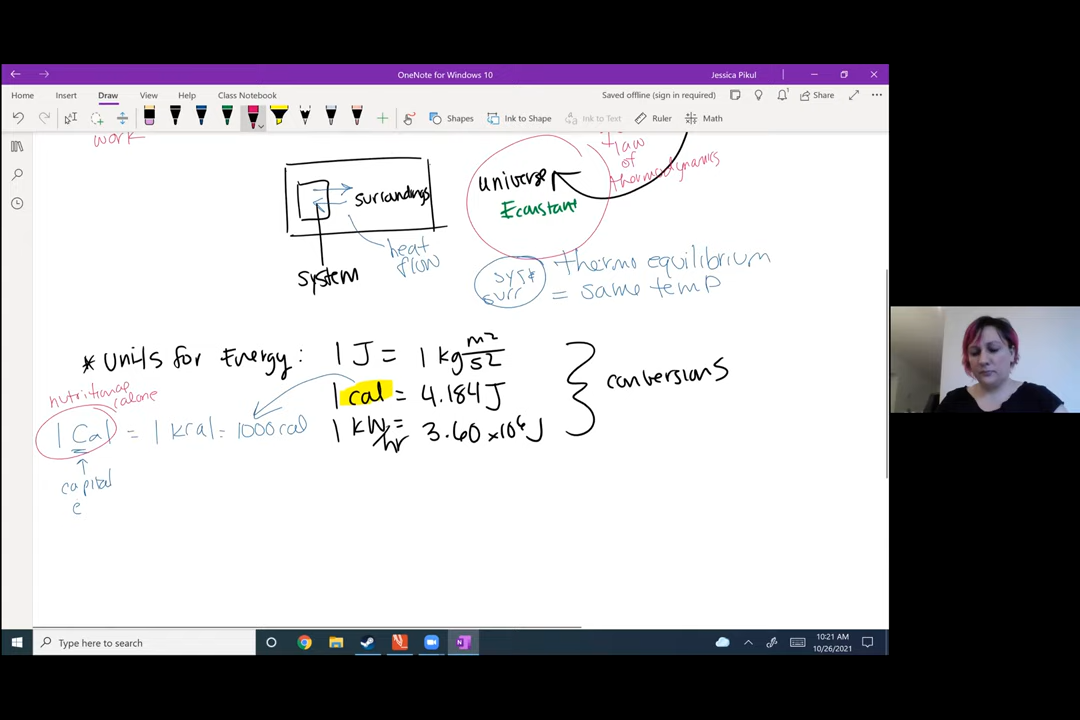 OneNote for Windows 10
Jessica Pikul
Home Insert Draw View Help Class Notebook
Saved offline (sign in required)
Share
Shapes
Ink to Shape
Ink to Text
Ruler
Math
work
law
of
thermodynamics
surroundings
universe
E constant
heat
flow
system
sys +
surr
thermo equilibrium
= same temp
* Units for Energy: 1 J = 1 kg m2/s2
nutritional
calorie
1 cal = 4.184 J
1 Cal = 1 kcal = 1000 cal
1 kW/hr = 3.60 x 106 J
conversions
capital
c
Type here to search
10:21 AM
10/26/2021